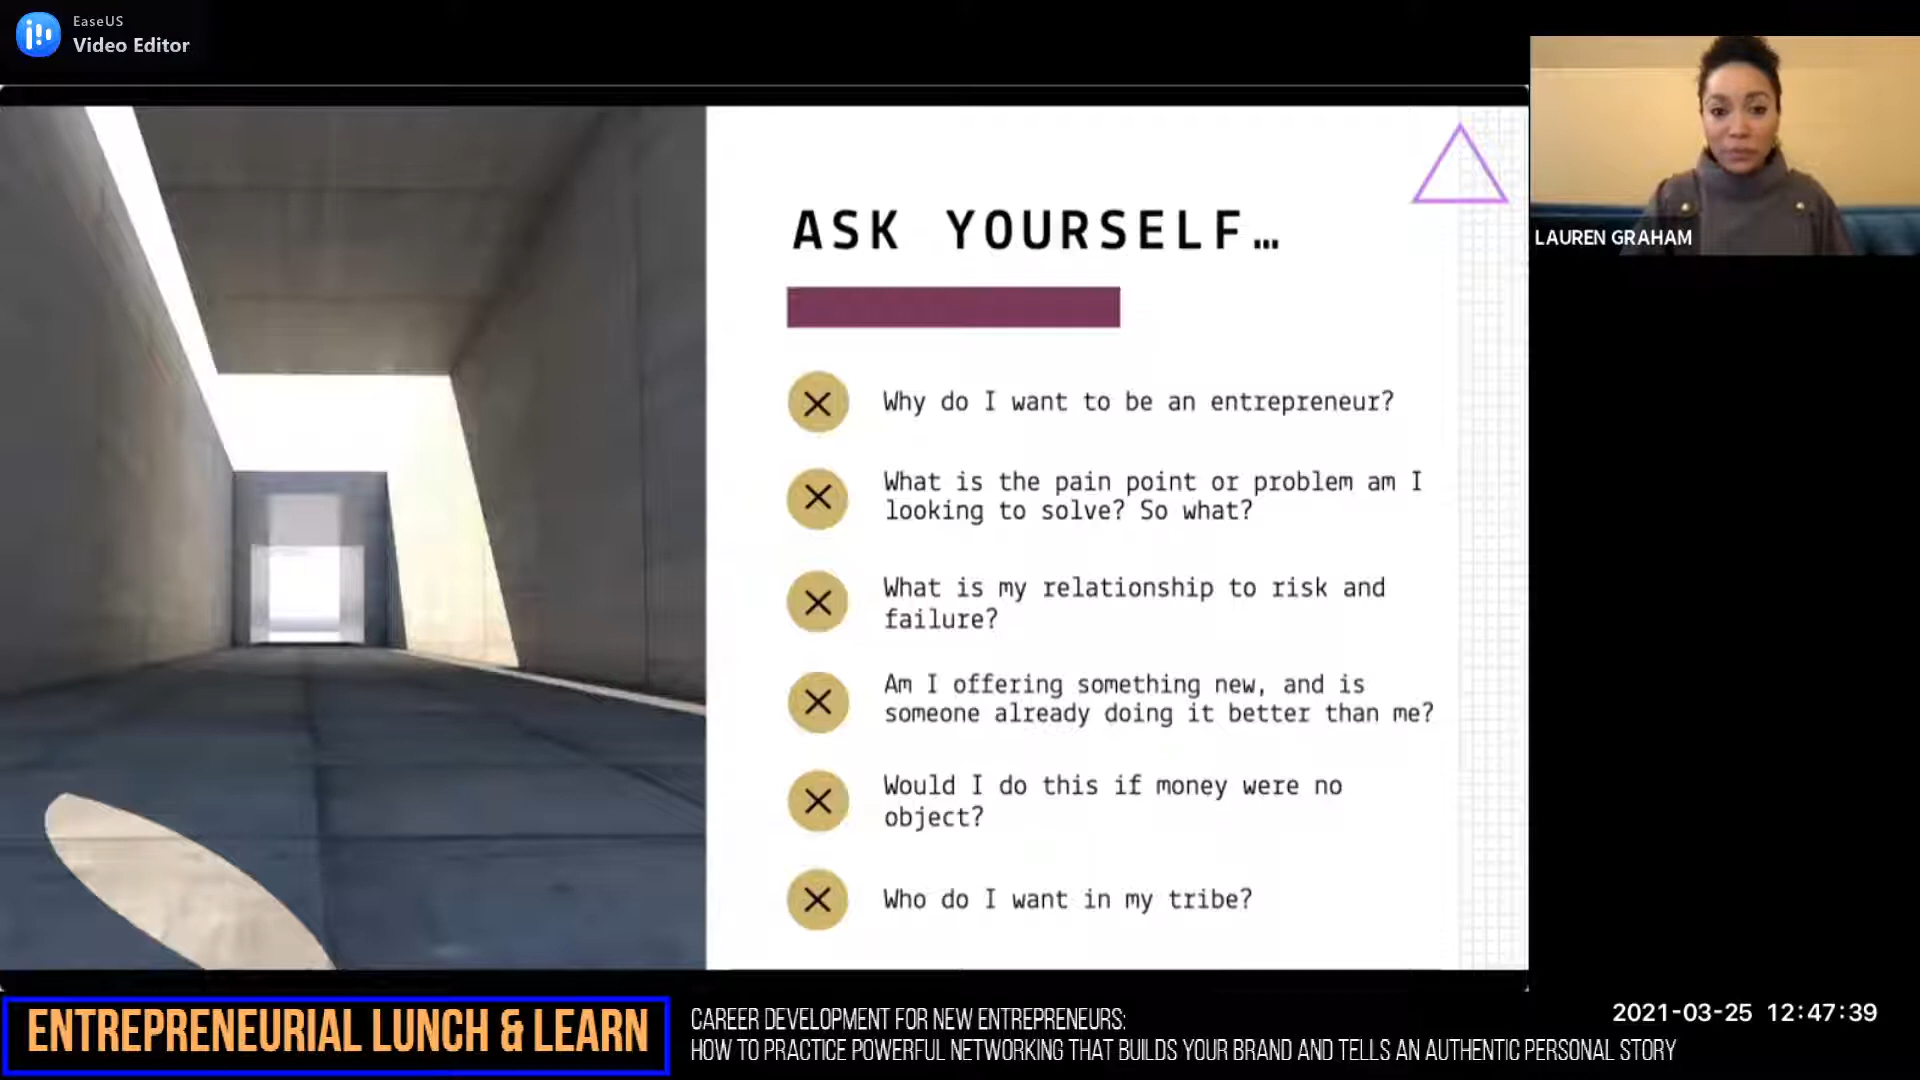 EaseUS
Video Editor
LAUREN GRAHAM
ASK YOURSELF…
Why do I want to be an entrepreneur?
What is the pain point or problem am I
looking to solve? So what?
What is my relationship to risk and
failure?
Am I offering something new, and is
someone already doing it better than me?
Would I do this if money were no
object?
Who do I want in my tribe?
ENTREPRENEURIAL LUNCH & LEARN
CAREER DEVELOPMENT FOR NEW ENTREPRENEURS:
HOW TO PRACTICE POWERFUL NETWORKING THAT BUILDS YOUR BRAND AND TELLS AN AUTHENTIC PERSONAL STORY
2021-03-25 12:47:39